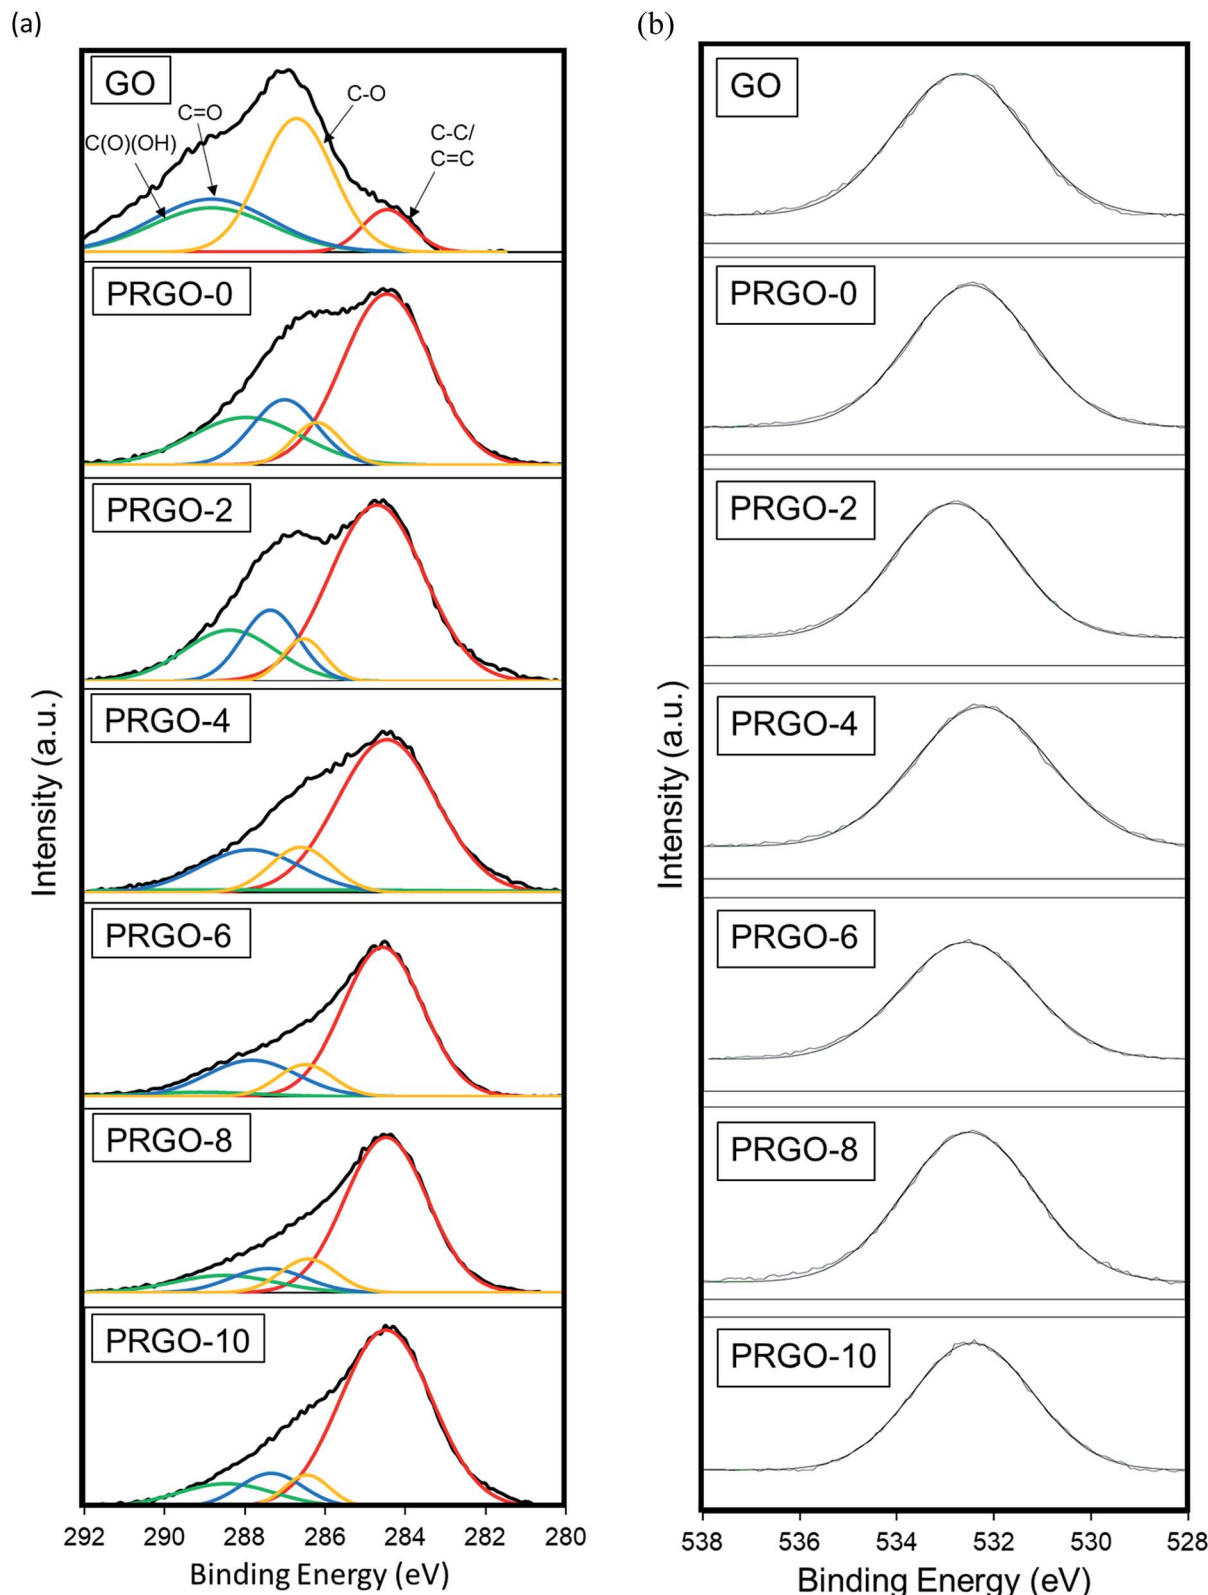 (a)
GO
C=O
C(O)(OH)
C-O
C-C/
C=C
PRGO-0
PRGO-2
PRGO-4
PRGO-6
PRGO-8
PRGO-10
Intensity (a.u.)
292 290 288 286 284 282 280
Binding Energy (eV)
(b)
GO
PRGO-0
PRGO-2
PRGO-4
PRGO-6
PRGO-8
PRGO-10
Intensity (a.u.)
538 536 534 532 530 528
Binding Energy (eV)